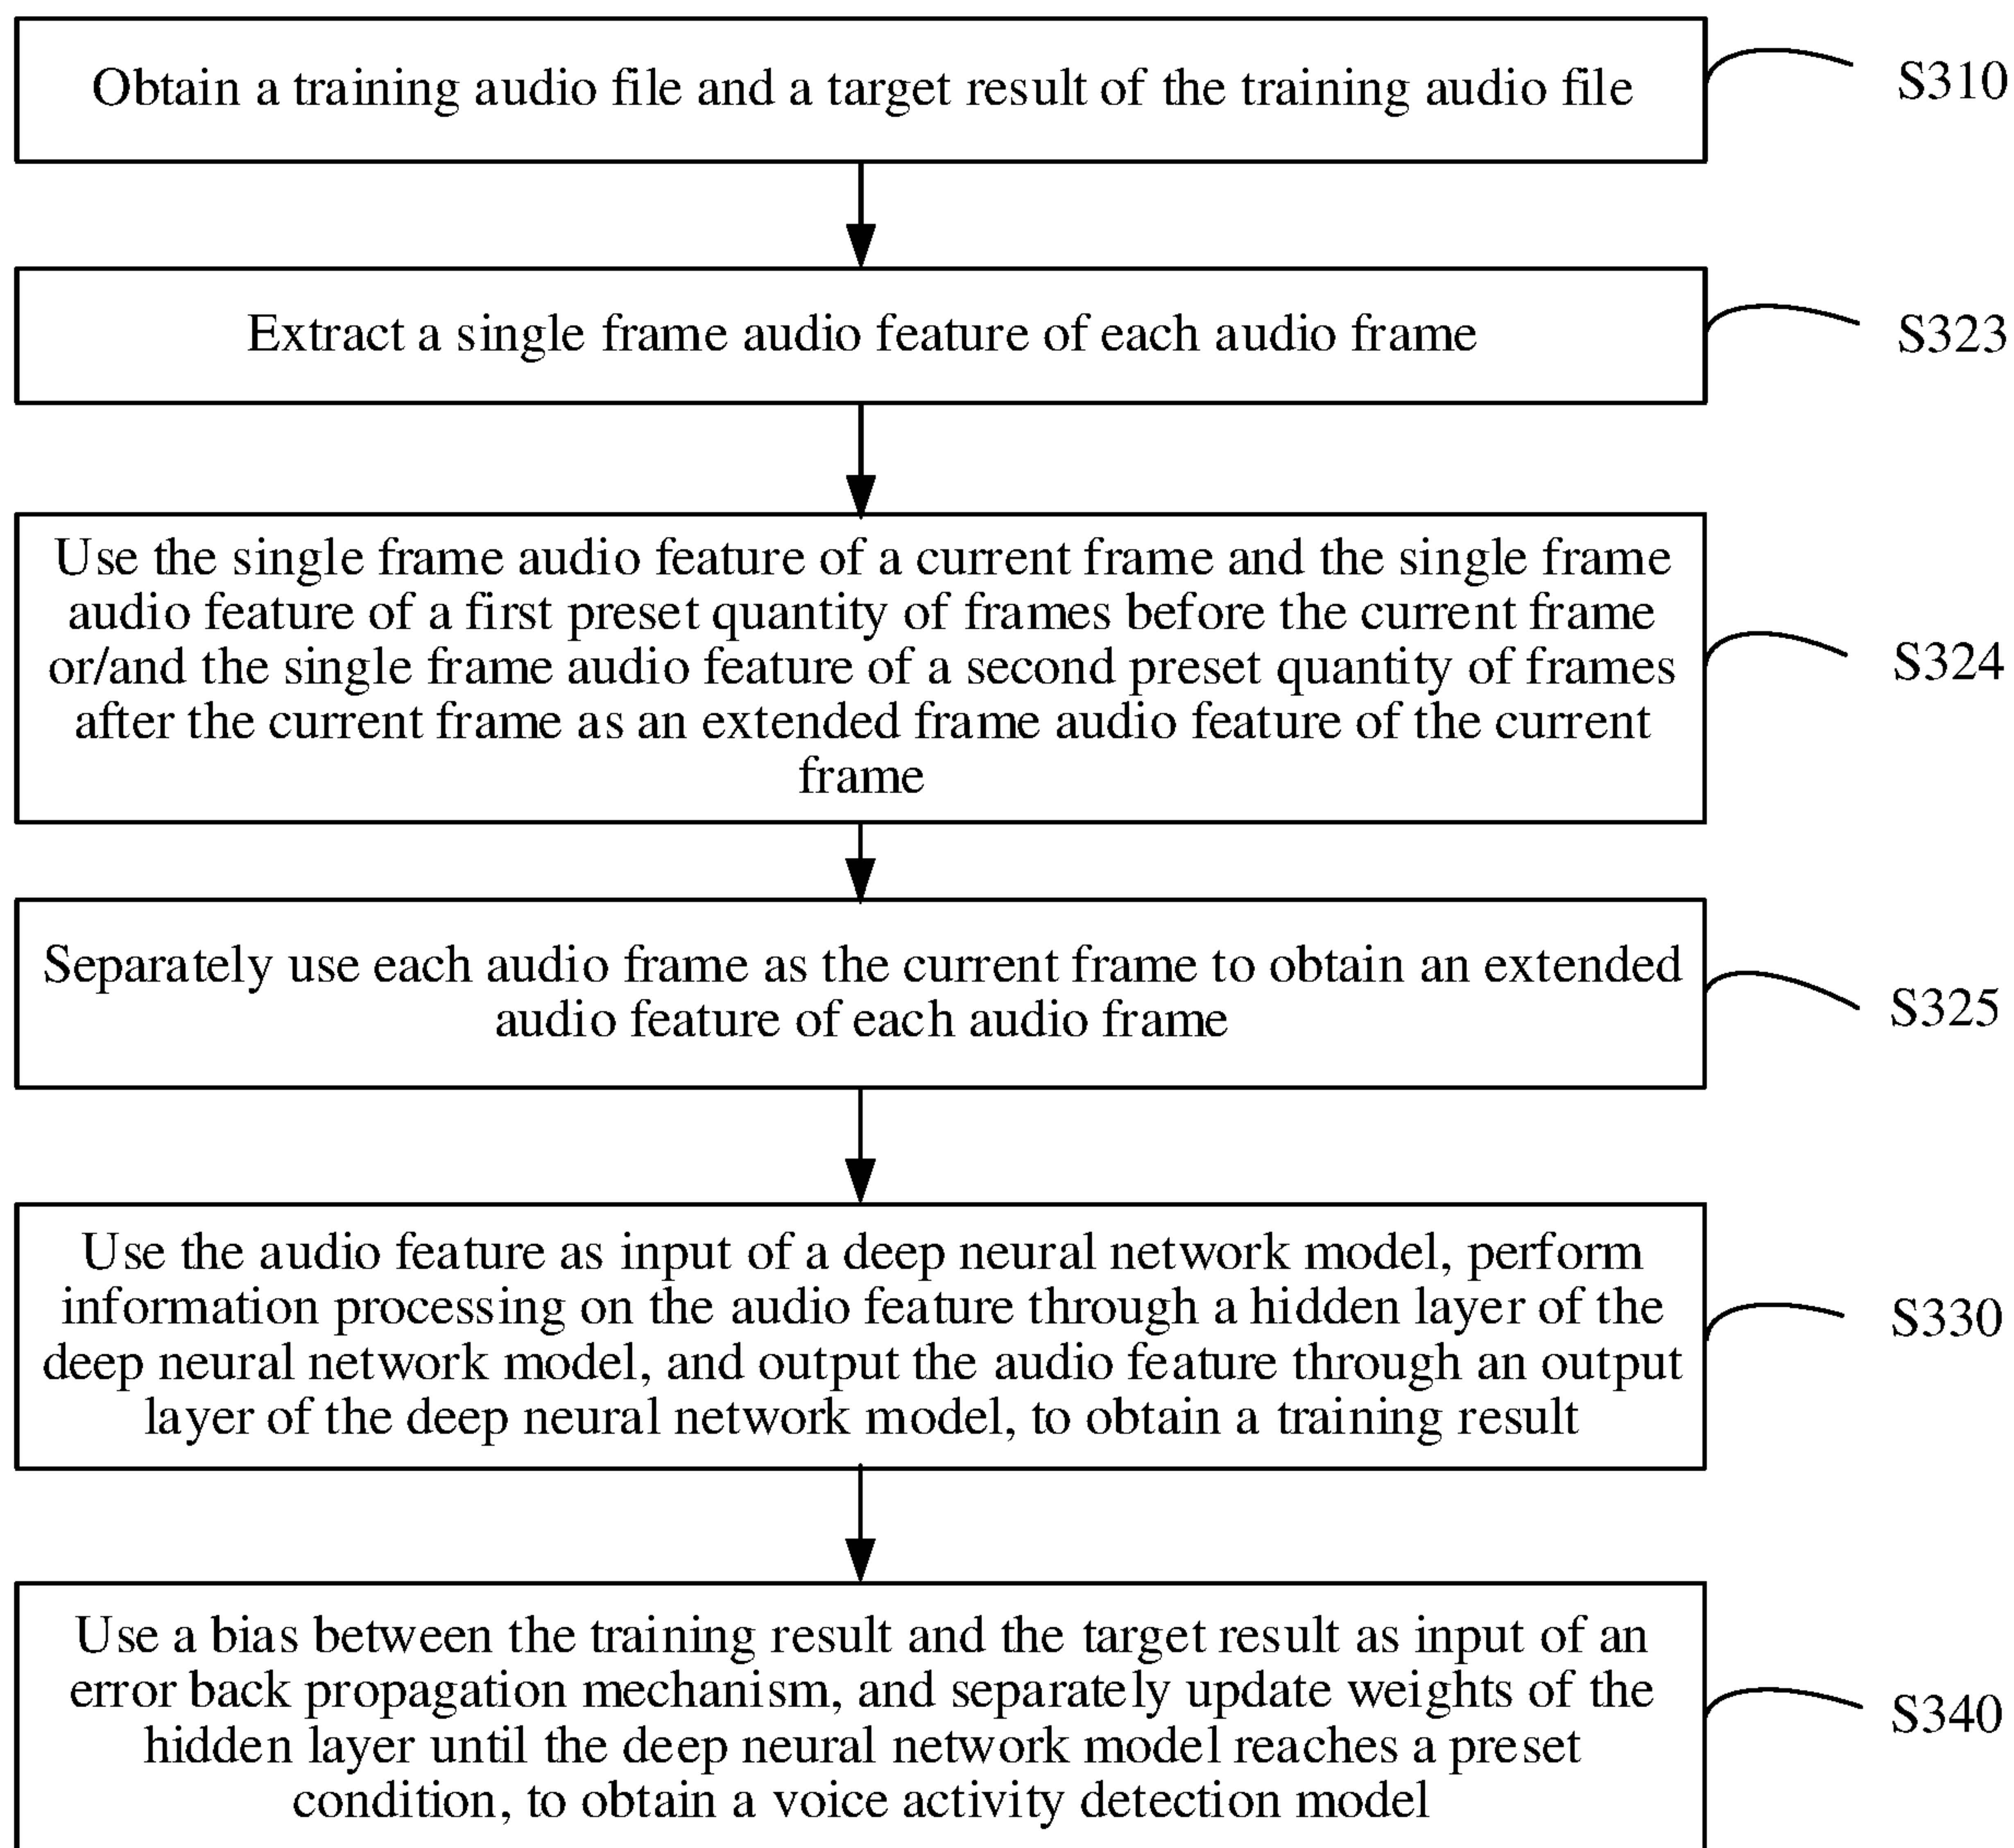 Obtain a training audio file and a target result of the training audio file
S310
Extract a single frame audio feature of each audio frame
S323
Use the single frame audio feature of a current frame and the single frame
audio feature of a first preset quantity of frames before the current frame
or/and the single frame audio feature of a second preset quantity of frames
after the current frame as an extended frame audio feature of the current
frame
S324
Separately use each audio frame as the current frame to obtain an extended
audio feature of each audio frame
S325
Use the audio feature as input of a deep neural network model, perform
information processing on the audio feature through a hidden layer of the
deep neural network model, and output the audio feature through an output
layer of the deep neural network model, to obtain a training result
S330
Use a bias between the training result and the target result as input of an
error back propagation mechanism, and separately update weights of the
hidden layer until the deep neural network model reaches a preset
condition, to obtain a voice activity detection model
S340